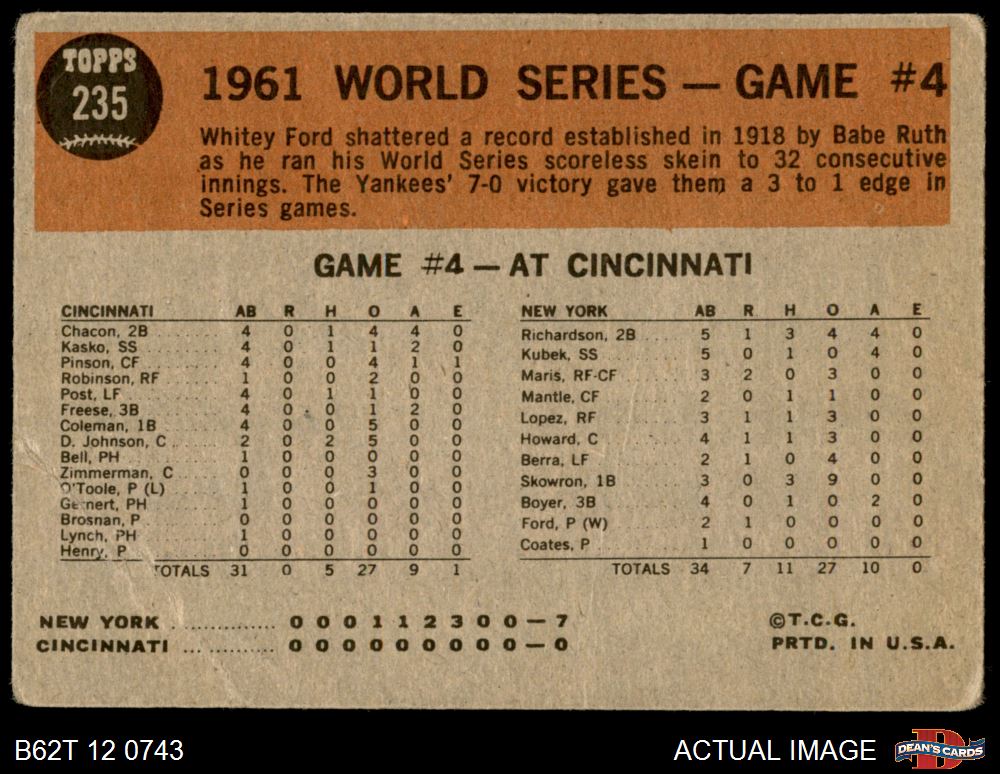 TOPPS
235
1961 WORLD SERIES — GAME #4
Whitey Ford shattered a record established in 1918 by Babe Ruth
as he ran his World Series scoreless skein to 32 consecutive
innings. The Yankees' 7-0 victory gave them a 3 to 1 edge in
Series games.
GAME #4 — AT CINCINNATI
CINCINNATI AB R H O A E
Chacon, 2B 4 0 1 4 4 0
Kasko, SS 4 0 1 1 2 0
Pinson, CF 4 0 0 4 1 1
Robinson, RF 1 0 0 2 0 0
Post, LF 4 0 1 1 0 0
Freese, 3B 4 0 0 1 2 0
Coleman, 1B 4 0 0 5 0 0
D. Johnson, C 2 0 2 5 0 0
Bell, PH 1 0 0 0 0 0
Zimmerman, C 0 0 0 3 0 0
O'Toole, P (L) 1 0 0 1 0 0
Gernert, PH 1 0 0 0 0 0
Brosnan, P 0 0 0 0 0 0
Lynch, PH 1 0 0 0 0 0
Henry, P 0 0 0 0 0 0
TOTALS 31 0 5 27 9 1
NEW YORK AB R H O A E
Richardson, 2B 5 1 3 4 4 0
Kubek, SS 5 0 1 0 4 0
Maris, RF-CF 3 2 0 3 0 0
Mantle, CF 2 0 1 1 0 0
Lopez, RF 3 1 1 3 0 0
Howard, C 4 1 1 3 0 0
Berra, LF 2 1 0 4 0 0
Skowron, 1B 3 0 3 9 0 0
Boyer, 3B 4 0 1 0 2 0
Ford, P (W) 2 1 0 0 0 0
Coates, P 1 0 0 0 0 0
TOTALS 34 7 11 27 10 0
NEW YORK .............. 0 0 0 1 1 2 3 0 0 — 7
CINCINNATI ... .......... 0 0 0 0 0 0 0 0 0 — 0
©T.C.G.
PRTD. IN U.S.A.
B62T 12 0743
ACTUAL IMAGE
D
DEAN'S CARDS